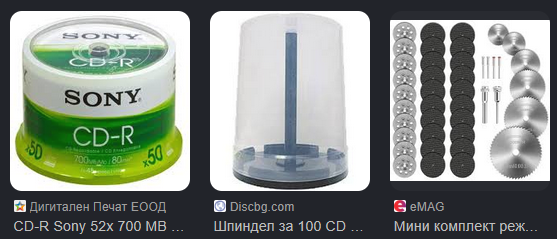 SONY
CD-R
SONY
CD-R
700MB/80min
x50
x50
Дигитален Печат ЕООД
CD-R Sony 52x 700 MB ...
Discbg.com
Шпиндел за 100 CD ...
eMAG
Мини комплект реж...